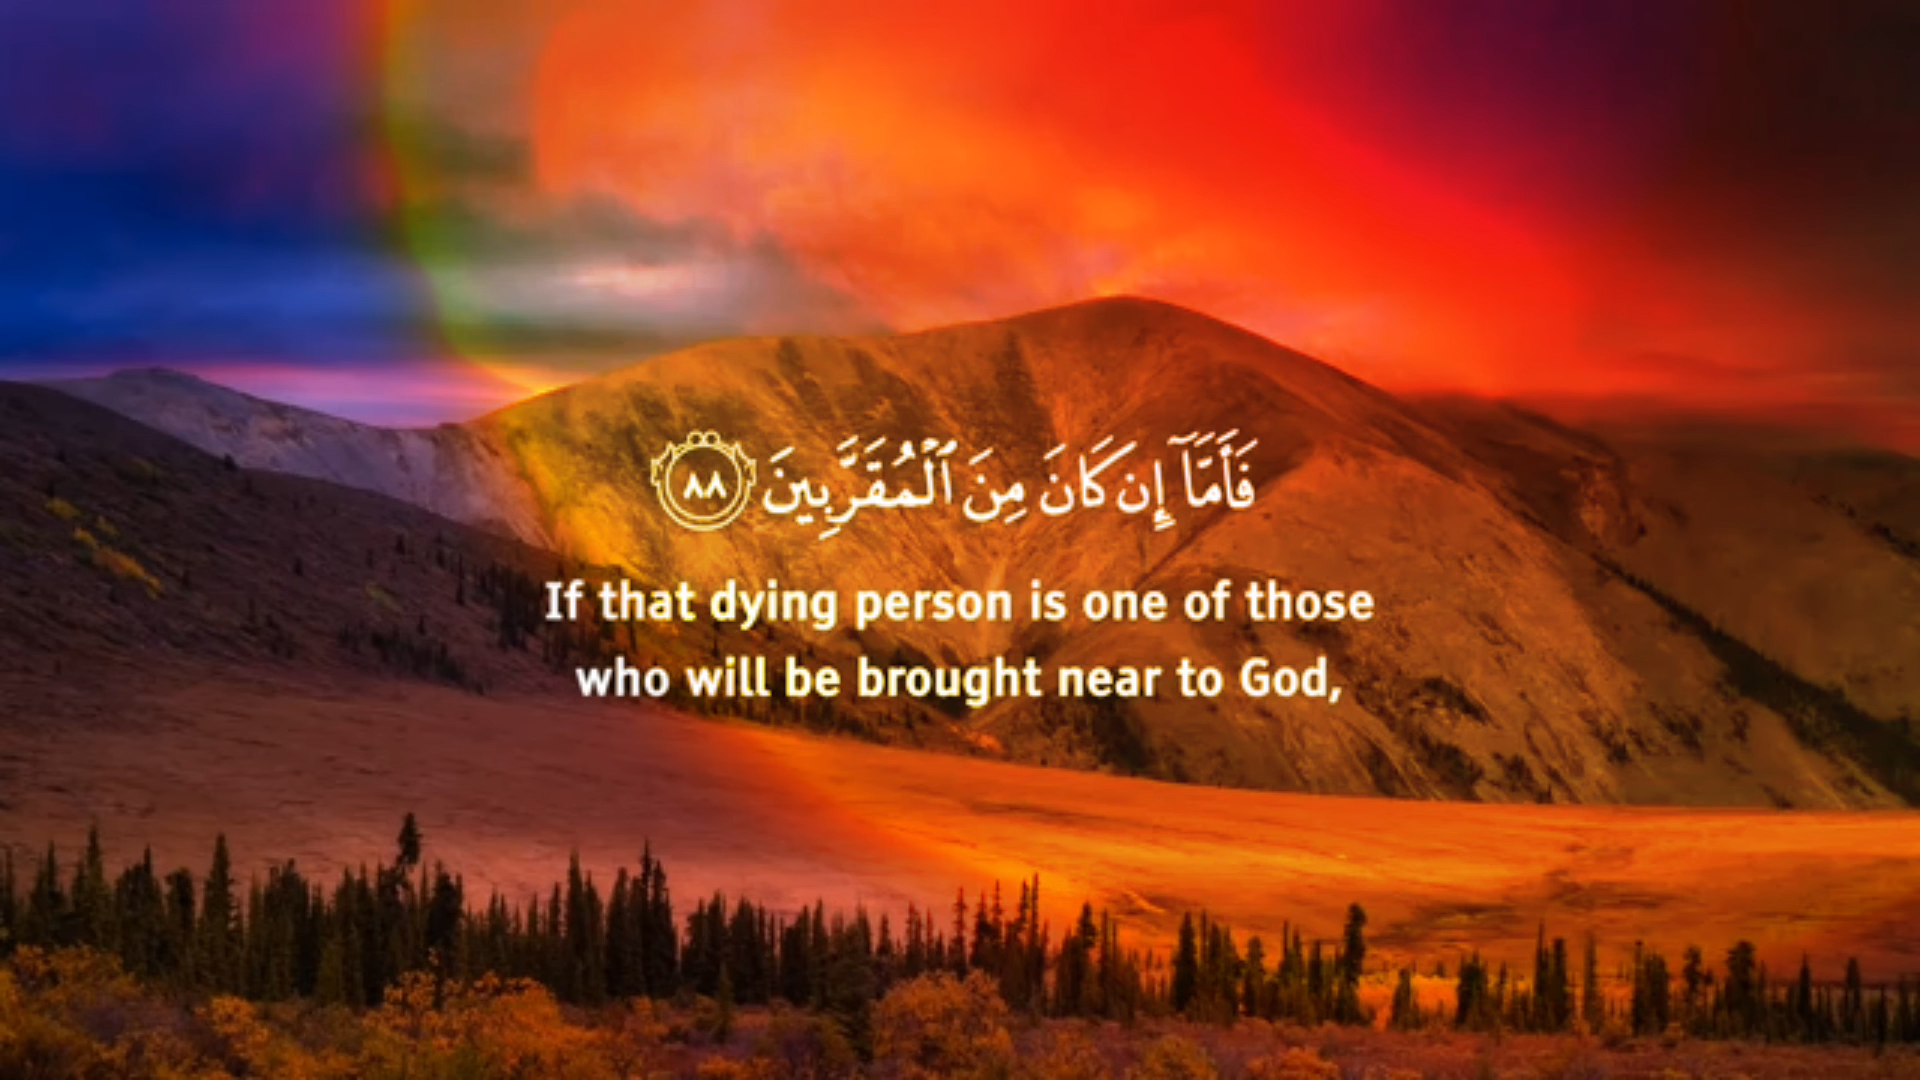 فَأَمَّآ إِن كَانَ مِنَ ٱلْمُقَرَّبِينَ ٨٨
If that dying person is one of those
who will be brought near to God,